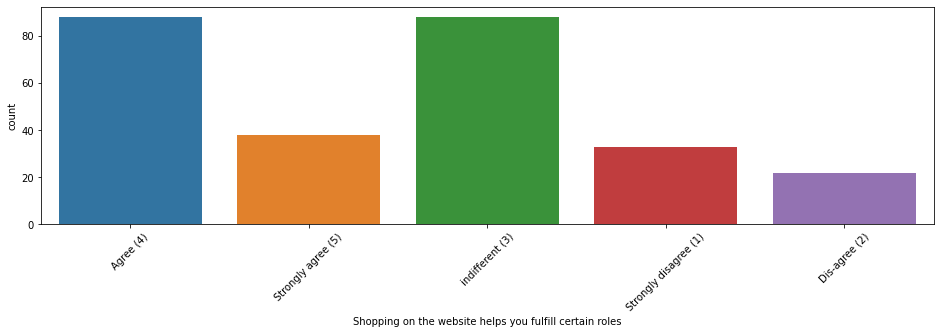 80
60
40
20
0
count
Agree (4)
Strongly agree (5)
indifferent (3)
Strongly disagree (1)
Dis-agree (2)
Shopping on the website helps you fulfill certain roles